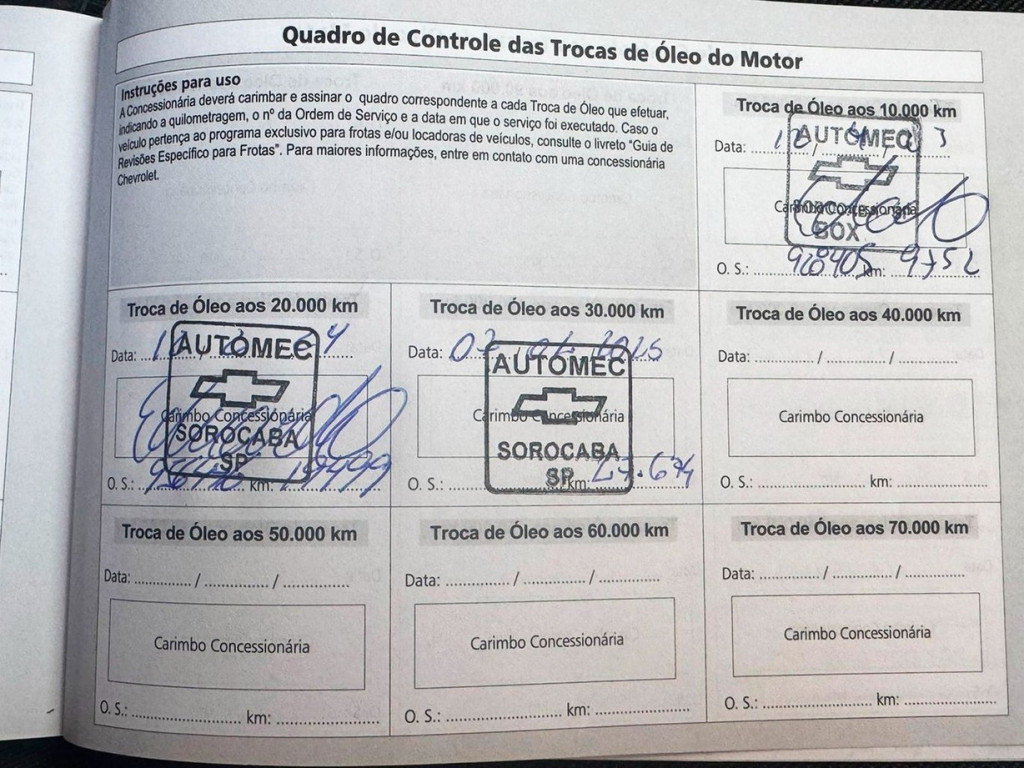 Quadro de Controle das Trocas de Óleo do Motor
Instruções para uso
A Concessionária deverá carimbar e assinar o quadro correspondente a cada Troca de Óleo que efetuar,
indicando a quilometragem, o nº da Ordem de Serviço e a data em que o serviço foi executado. Caso o
veículo pertença ao programa exclusivo para frotas e/ou locadoras de veículos, consulte o livreto "Guia de
Revisões Específico para Frotas". Para maiores informações, entre em contato com uma concessionária
Chevrolet.
Troca de Óleo aos 10.000 km
Data:
AUTOMEC
Carimbo Concessionária
BOX
O. S.: km: 9752
Troca de Óleo aos 20.000 km
Data:
AUTOMEC
Carimbo Concessionária
SOROCABA
SP
O. S.: km: 19499
Troca de Óleo aos 30.000 km
Data: 2025
AUTOMEC
Carimbo Concessionária
SOROCABA
SP
O. S.: km: 27.674
Troca de Óleo aos 40.000 km
Data: / /
Carimbo Concessionária
O. S.: km:
Troca de Óleo aos 50.000 km
Data: / /
Carimbo Concessionária
O. S.: km:
Troca de Óleo aos 60.000 km
Data: / /
Carimbo Concessionária
O. S.: km:
Troca de Óleo aos 70.000 km
Data: / /
Carimbo Concessionária
O. S.: km: